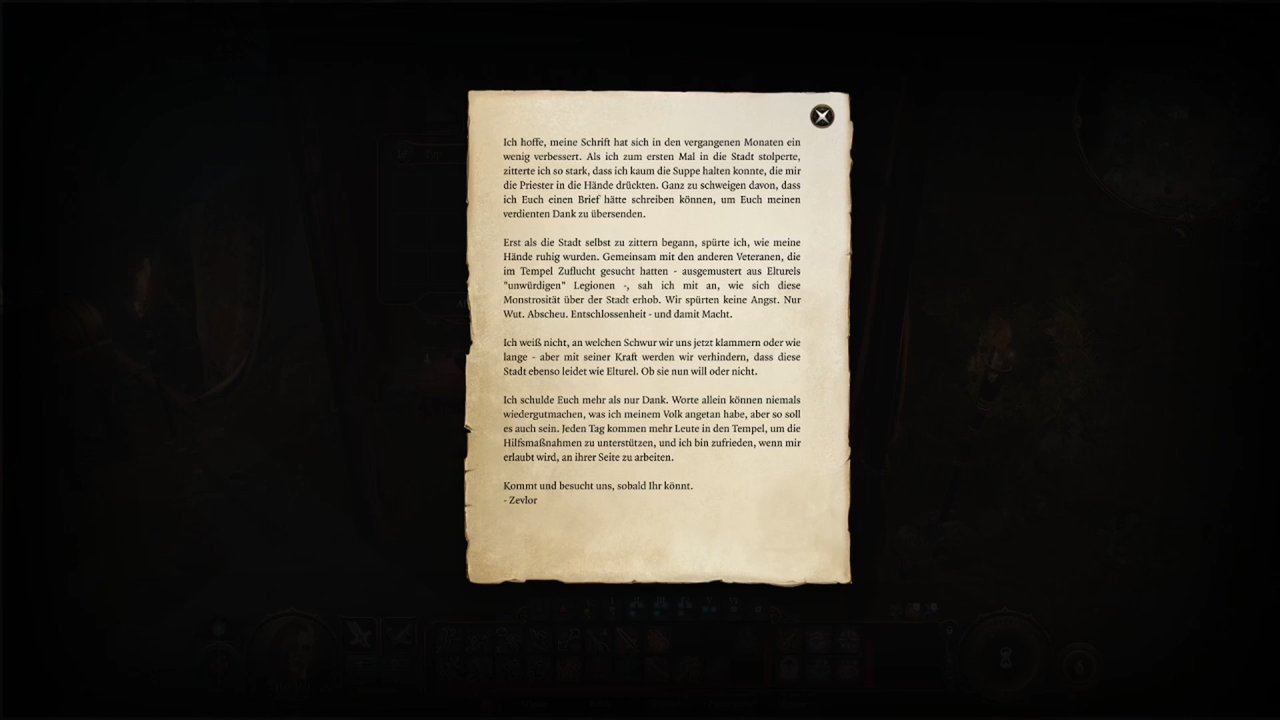 Ich hoffe, meine Schrift hat sich in den vergangenen Monaten ein
wenig verbessert. Als ich zum ersten Mal in die Stadt stolperte,
zitterte ich so stark, dass ich kaum die Suppe halten konnte, die mir
die Priester in die Hände drückten. Ganz zu schweigen davon, dass
ich Euch einen Brief hätte schreiben können, um Euch meinen
verdienten Dank zu übersenden.
Erst als die Stadt selbst zu zittern begann, spürte ich, wie meine
Hände ruhig wurden. Gemeinsam mit den anderen Veteranen, die
im Tempel Zuflucht gesucht hatten - ausgemustert aus Elturels
"unwürdigen" Legionen -, sah ich mit an, wie sich diese
Monstrosität über der Stadt erhob. Wir spürten keine Angst. Nur
Wut. Abscheu. Entschlossenheit - und damit Macht.
Ich weiß nicht, an welchen Schwur wir uns jetzt klammern oder wie
lange - aber mit seiner Kraft werden wir verhindern, dass diese
Stadt ebenso leidet wie Elturel. Ob sie nun will oder nicht.
Ich schulde Euch mehr als nur Dank. Worte allein können niemals
wiedergutmachen, was ich meinem Volk angetan habe, aber so soll
es auch sein. Jeden Tag kommen mehr Leute in den Tempel, um die
Hilfsmaßnahmen zu unterstützen, und ich bin zufrieden, wenn mir
erlaubt wird, an ihrer Seite zu arbeiten.
Kommt und besucht uns, sobald Ihr könnt.
- Zevlor